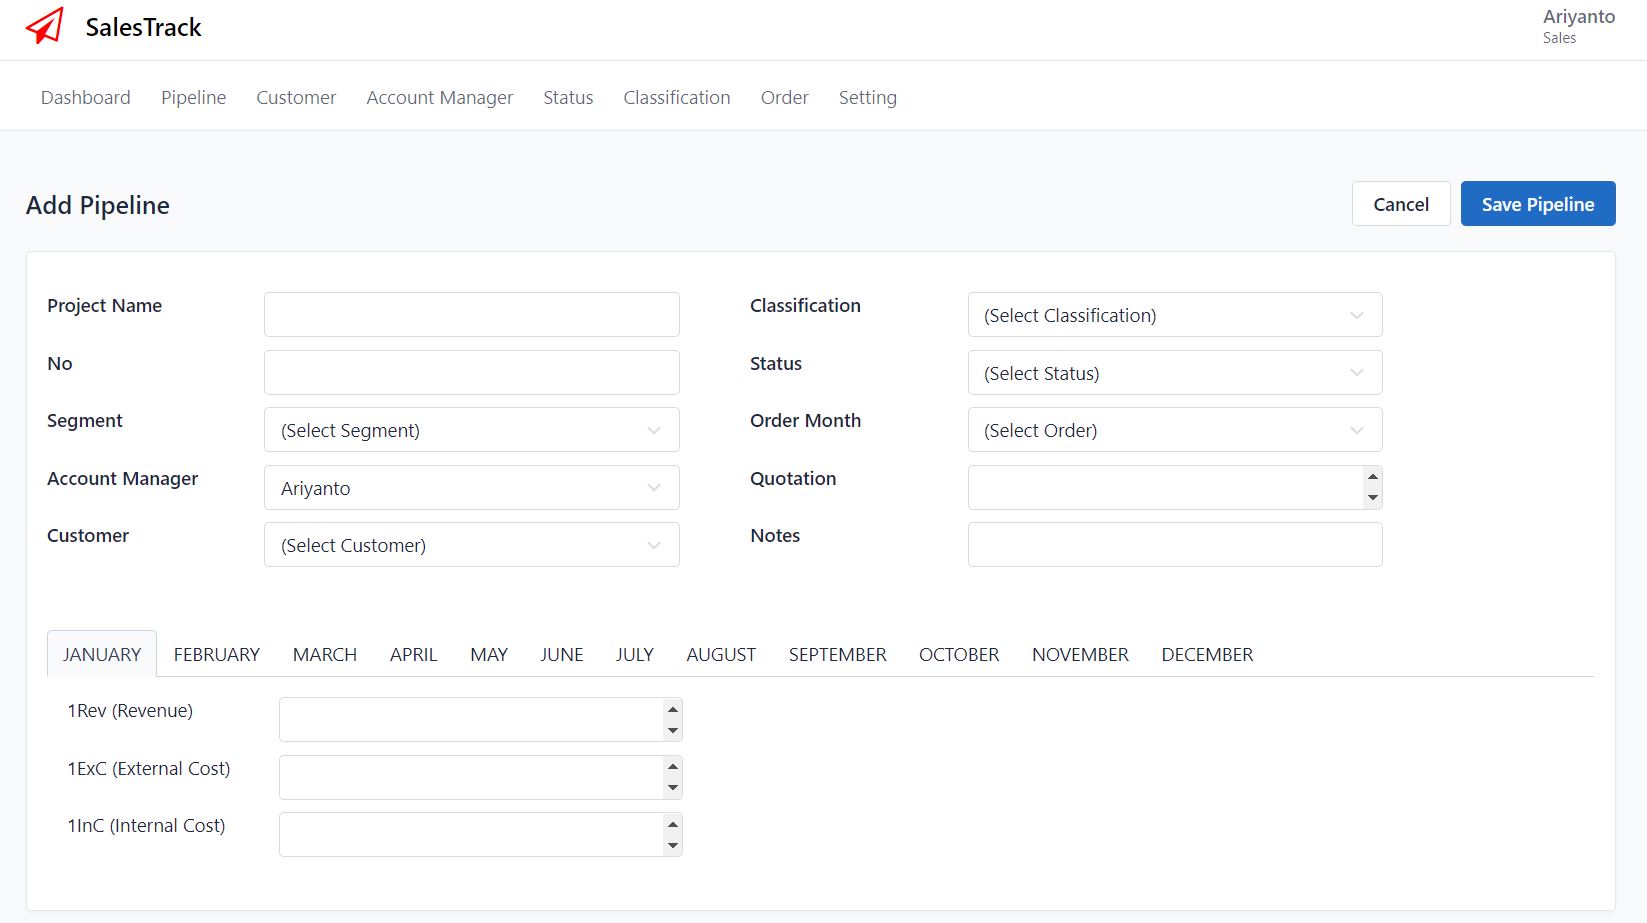 SalesTrack
Ariyanto
Sales
Dashboard Pipeline Customer Account Manager Status Classification Order Setting
Add Pipeline
Cancel Save Pipeline
Project Name
No
Segment (Select Segment)
Account Manager Ariyanto
Customer (Select Customer)
Classification (Select Classification)
Status (Select Status)
Order Month (Select Order)
Quotation
Notes
JANUARY FEBRUARY MARCH APRIL MAY JUNE JULY AUGUST SEPTEMBER OCTOBER NOVEMBER DECEMBER
1Rev (Revenue)
1ExC (External Cost)
1InC (Internal Cost)